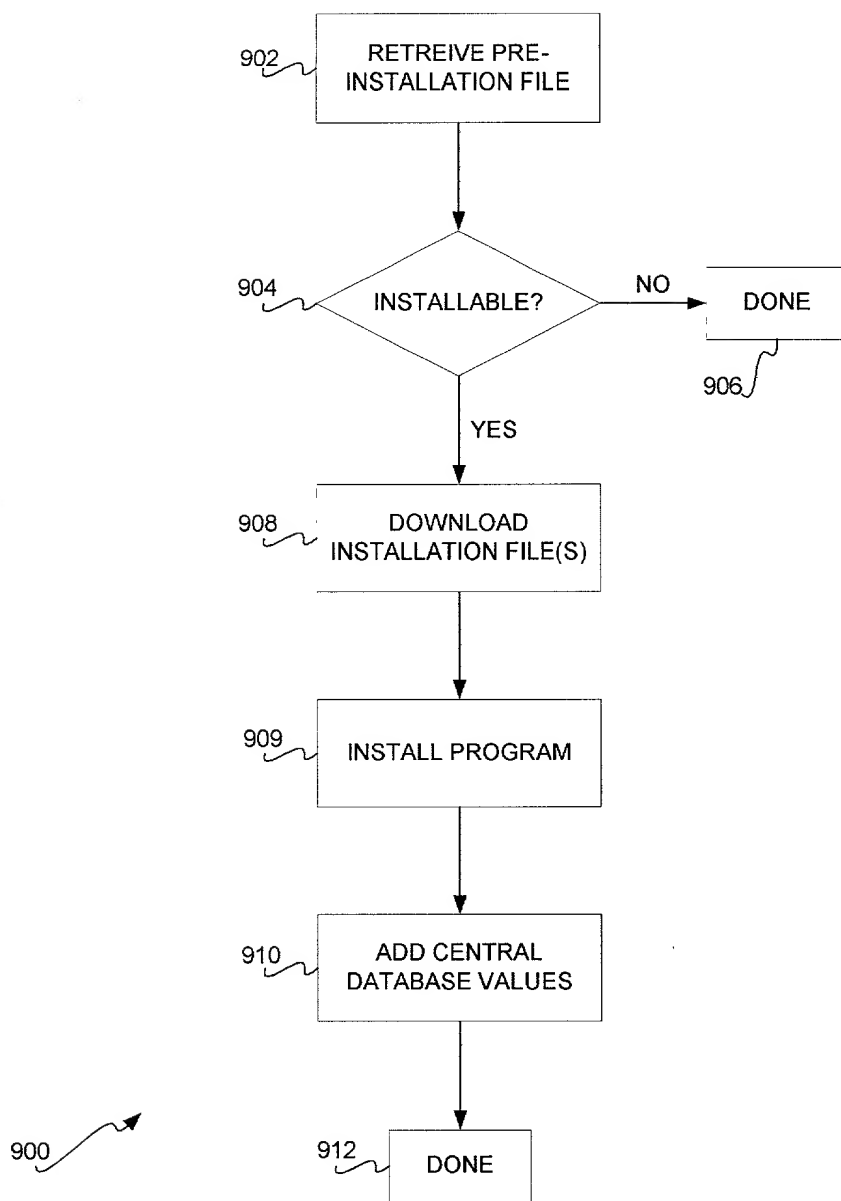 902
RETREIVE PRE-
INSTALLATION FILE
904
INSTALLABLE?
NO
DONE
906
YES
908
DOWNLOAD
INSTALLATION FILE(S)
909
INSTALL PROGRAM
910
ADD CENTRAL
DATABASE VALUES
900
912
DONE